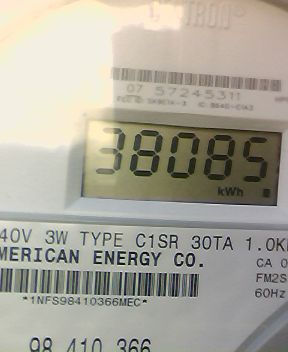 07 57245311
38085
kWh
40V 3W TYPE C1SR 30TA 1.0K
MERICAN ENERGY CO.
CA 0
FM2S
60Hz
*1NFS98410366MEC*
98 410 366